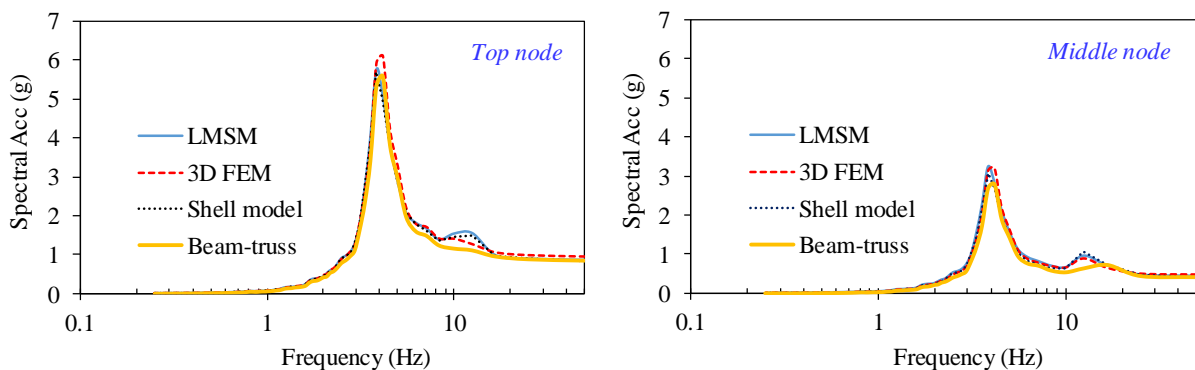 7
6
5
4
3
2
1
0
Spectral Acc (g)
Top node
LMSM
3D FEM
Shell model
Beam-truss
0.1
1
10
Frequency (Hz)
7
6
5
4
3
2
1
0
Spectral Acc (g)
Middle node
LMSM
3D FEM
Shell model
Beam-truss
0.1
1
10
Frequency (Hz)